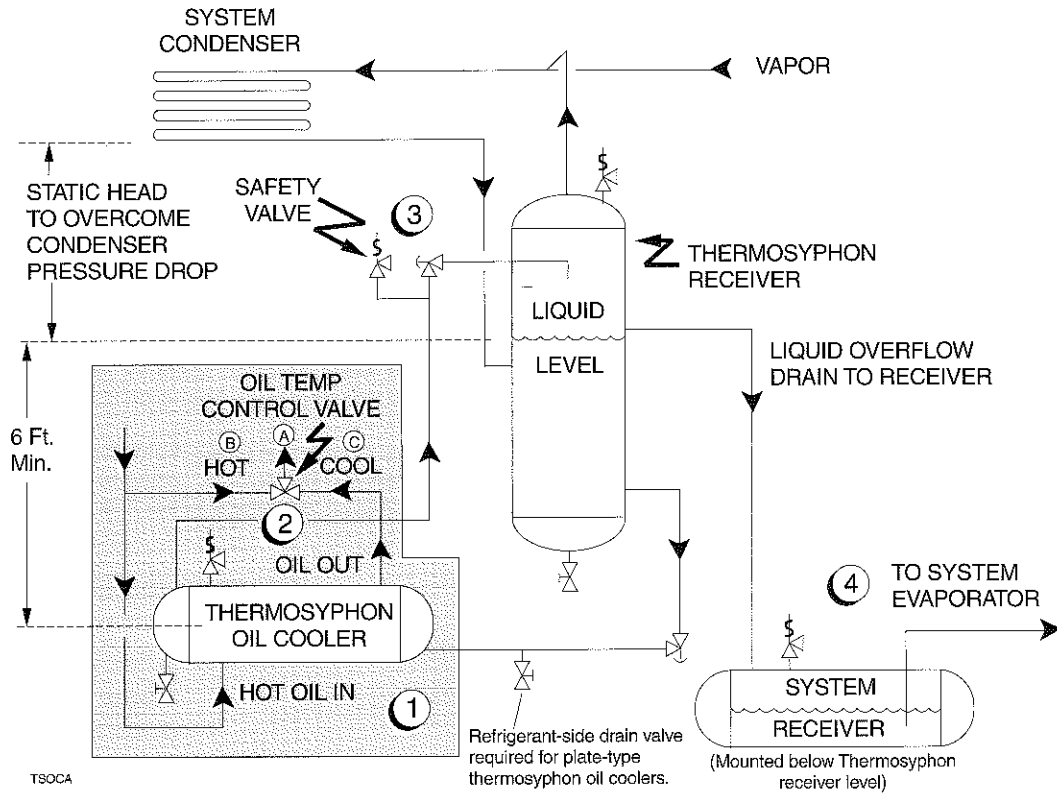 SYSTEM
CONDENSER
VAPOR
STATIC HEAD
TO OVERCOME
CONDENSER
PRESSURE DROP
SAFETY
VALVE
3
THERMOSYPHON
RECEIVER
LIQUID
LEVEL
LIQUID OVERFLOW
DRAIN TO RECEIVER
6 Ft.
Min.
OIL TEMP
CONTROL VALVE
B A C
HOT COOL
2
OIL OUT
THERMOSYPHON
OIL COOLER
HOT OIL IN
1
4
TO SYSTEM
EVAPORATOR
SYSTEM
RECEIVER
(Mounted below Thermosyphon
receiver level)
Refrigerant-side drain valve
required for plate-type
thermosyphon oil coolers.
TSOCA